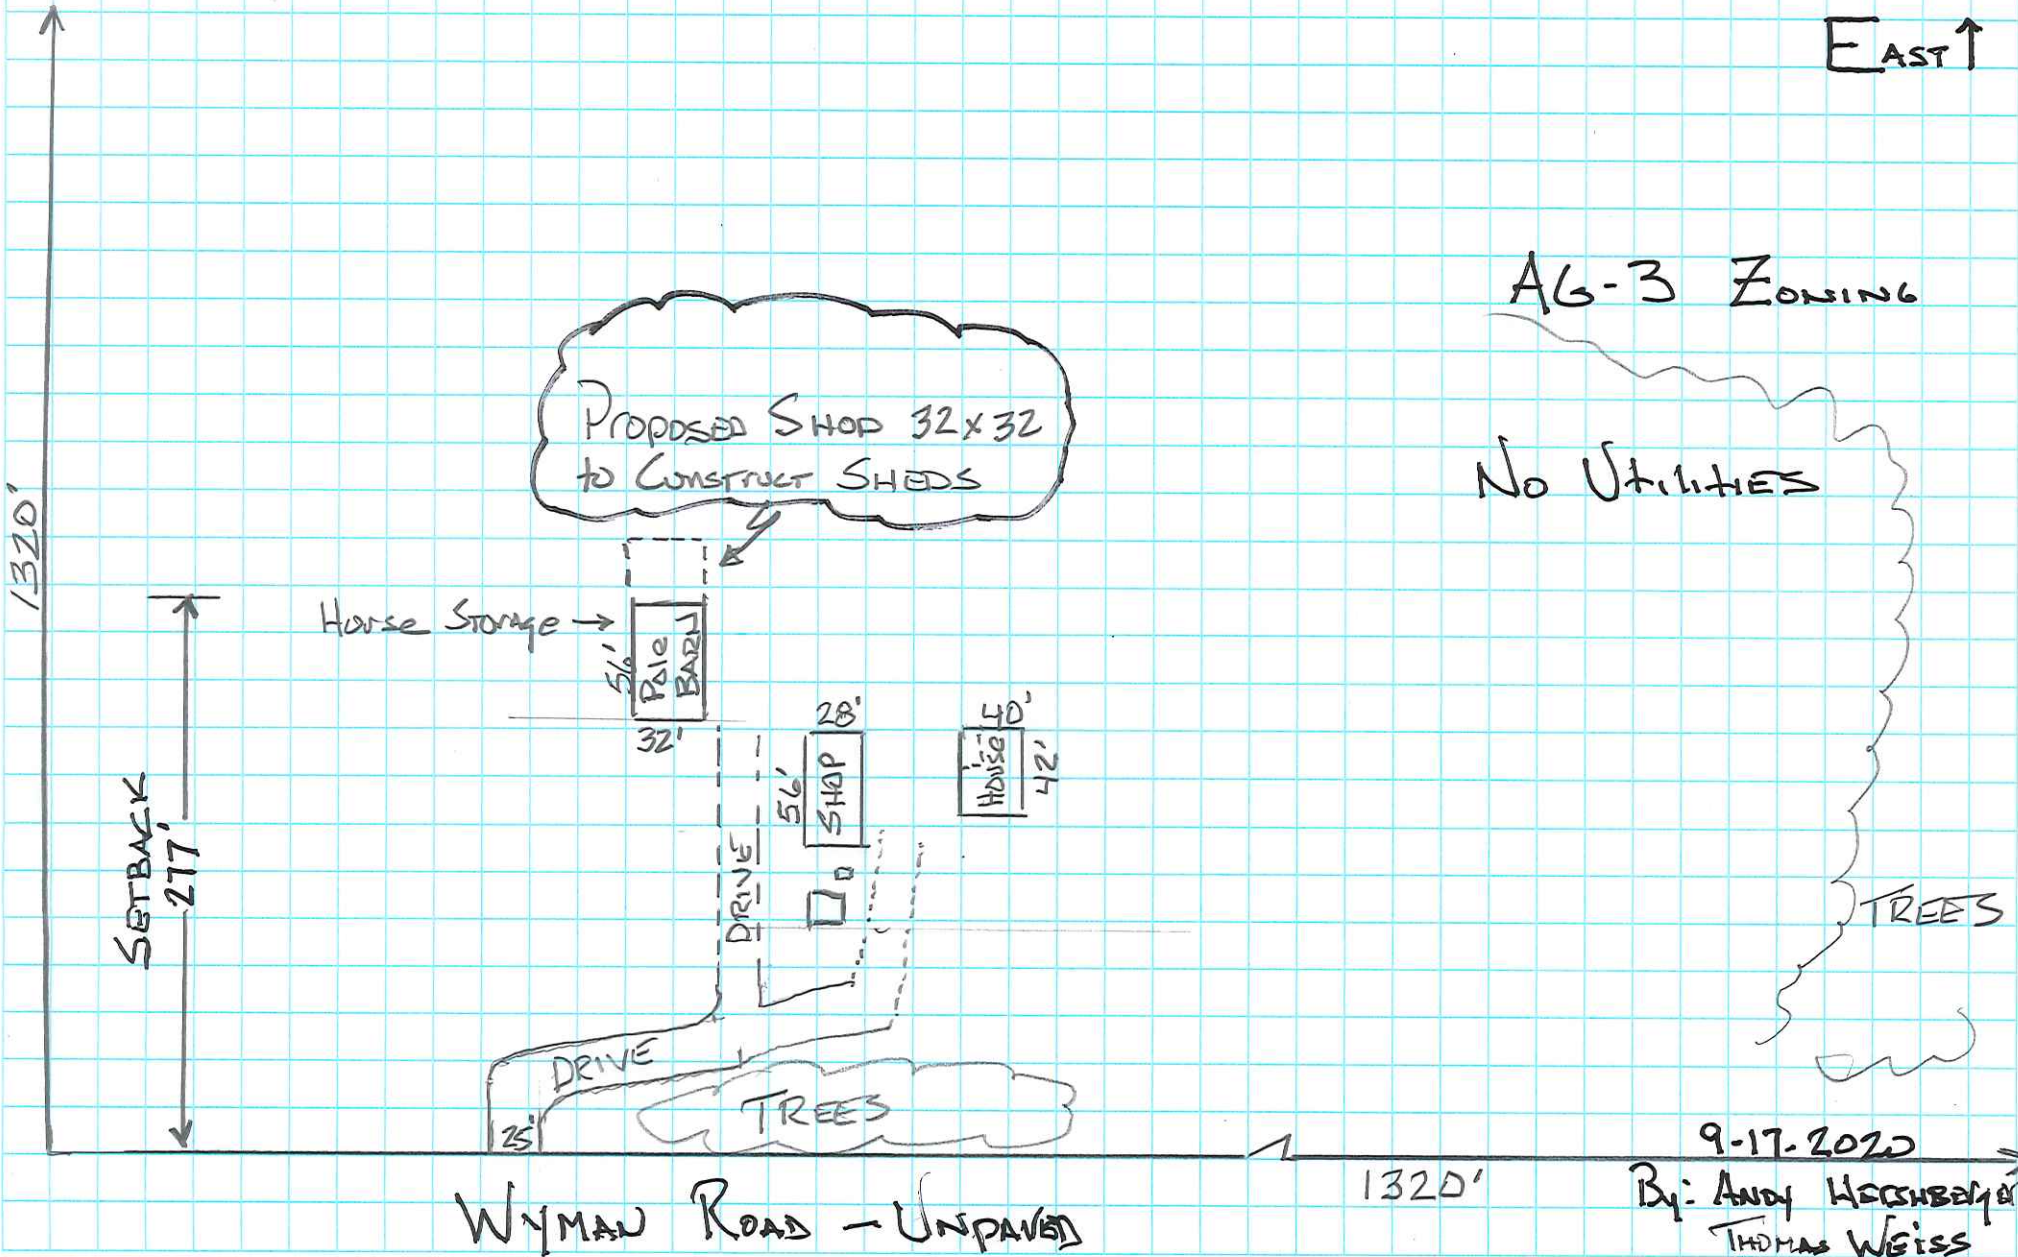 EAST
AG-3 ZONING
PROPOSED SHOP 32x32
to CONSTRUCT SHEDS
No UtilitiES
1320'
Horse Storage
56'
Pole
BARN
32'
28'
SHOP
56'
40'
House
42'
SETBACK
277'
DRIVE
TREES
DRIVE
25'
TREES
9-17-2020
1320'
By: ANDY HERSHBERGER
WYMAN ROAD - UNPAVED
THOMAS WEISS